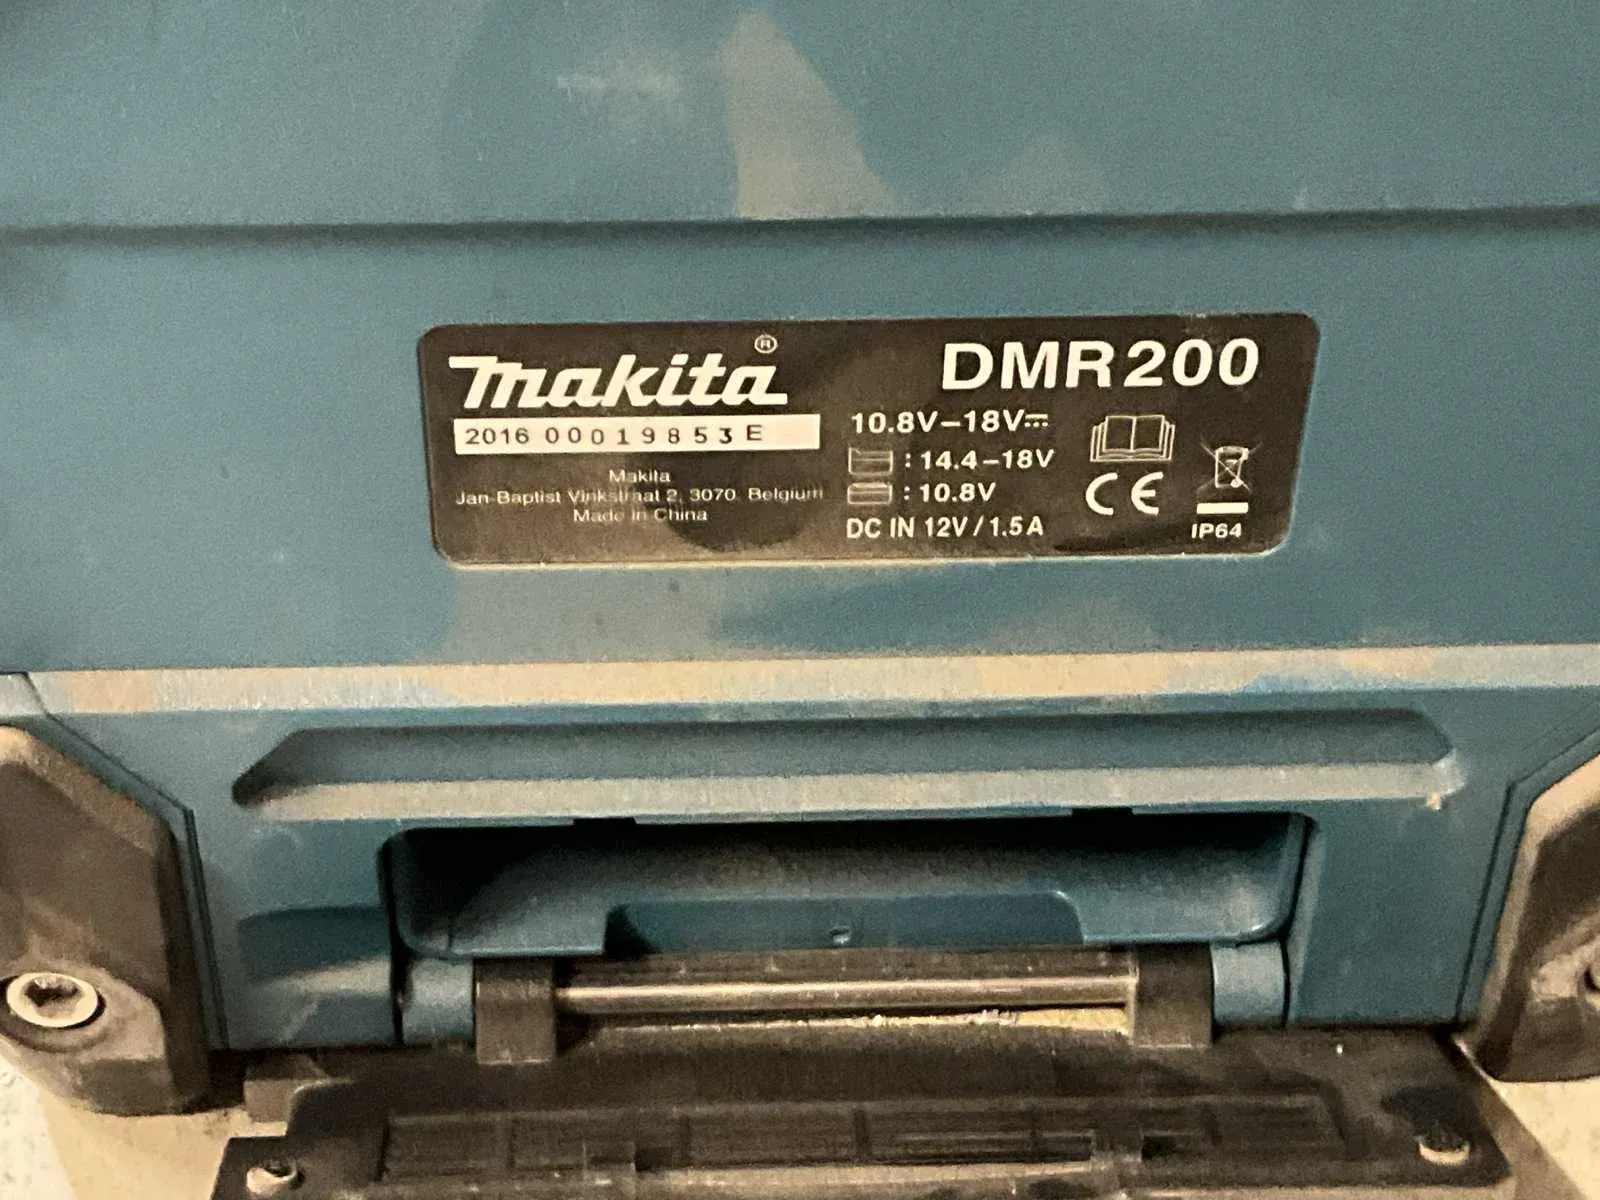 Makita®
DMR200
2016 00019853 E
Makita
Jan-Baptist Vinkstraat 2, 3070 Belgium
Made in China
10.8V–18V⎓
: 14.4–18V
: 10.8V
DC IN 12V/1.5A
CE
IP64